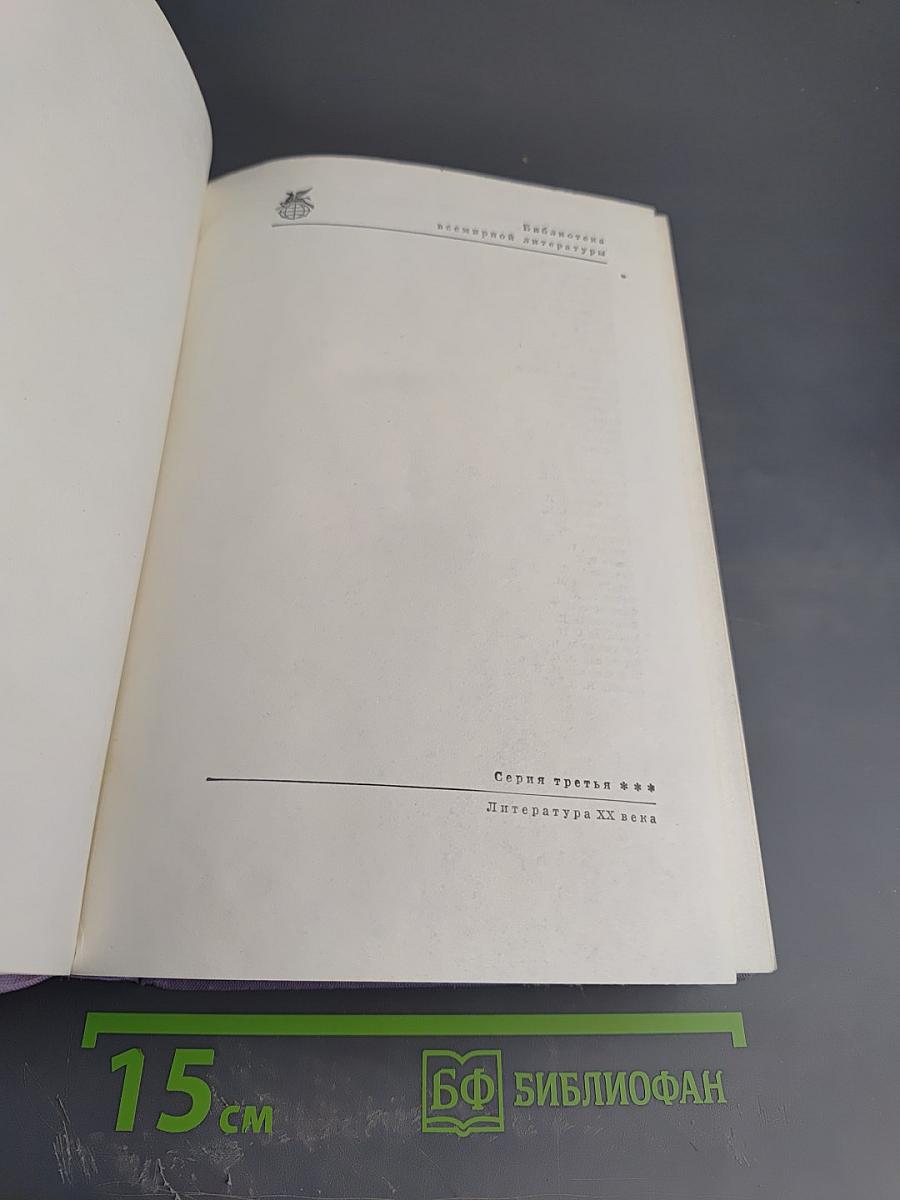 Библиотека
всемирной литературы
Серия третья ***
Литература XX века
15 см
БФ БИБЛИОФАН